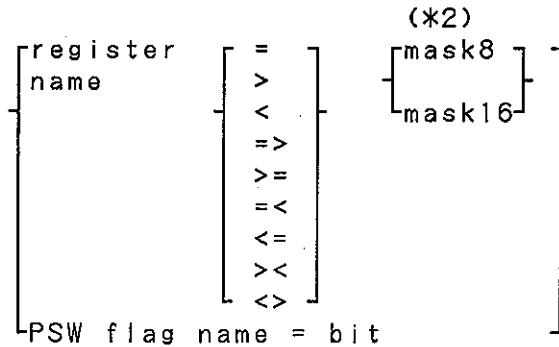 (*2)
register = mask8
name >
< mask16
=>
>=
=<
<=
><
<>
PSW flag name = bit